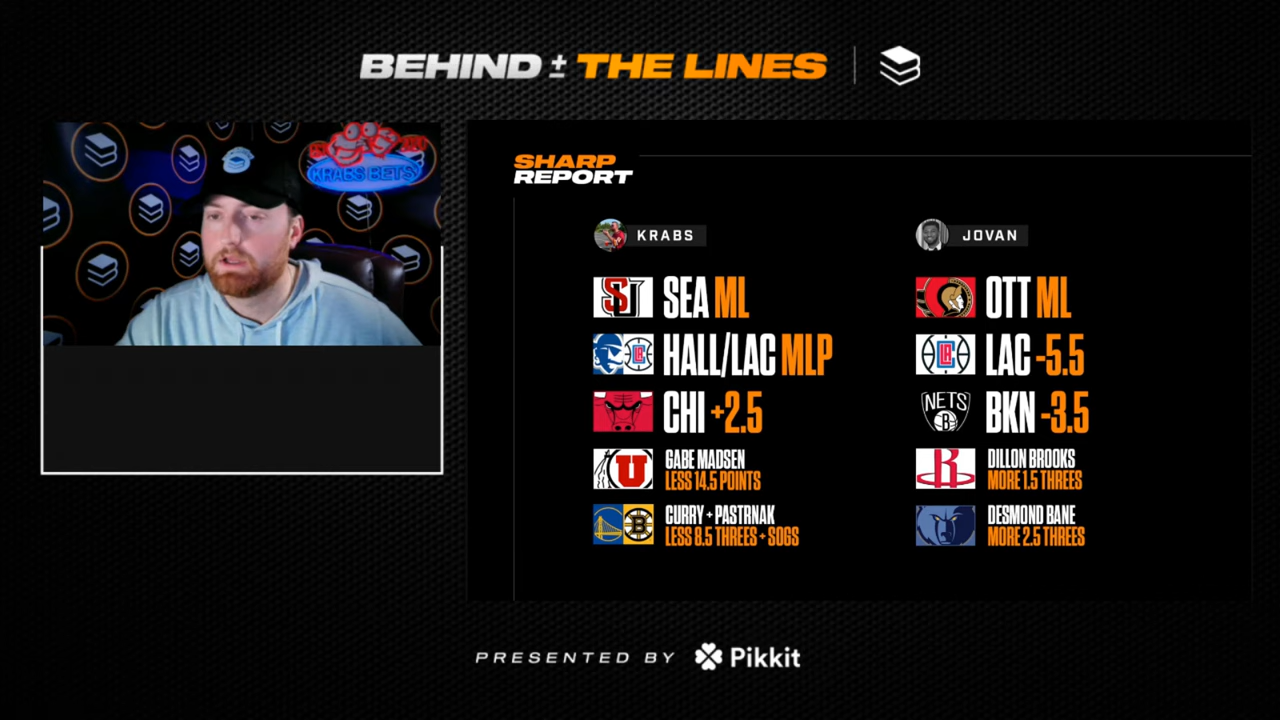 BEHIND ± THE LINES
KRABS BETS
SHARP
REPORT
KRABS
SEA ML
HALL/LAC MLP
CHI +2.5
GABE MADSEN
LESS 14.5 POINTS
CURRY + PASTRNAK
LESS 8.5 THREES + SOGS
JOVAN
OTT ML
LAC -5.5
NETS
B
BKN -3.5
DILLON BROOKS
MORE 1.5 THREES
DESMOND BANE
MORE 2.5 THREES
PRESENTED BY Pikkit